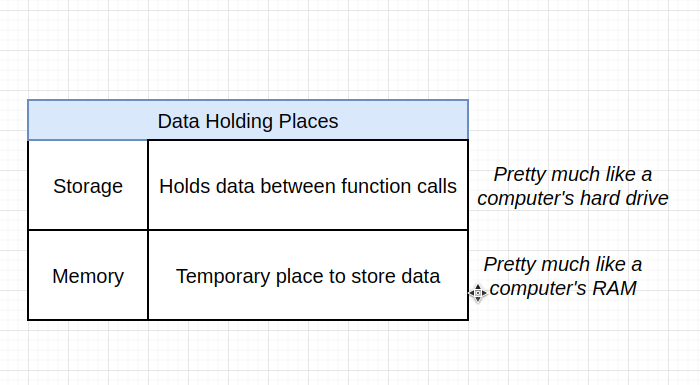 Data Holding Places
Storage
Holds data between function calls
Pretty much like a
computer's hard drive
Memory
Temporary place to store data
Pretty much like a
computer's RAM